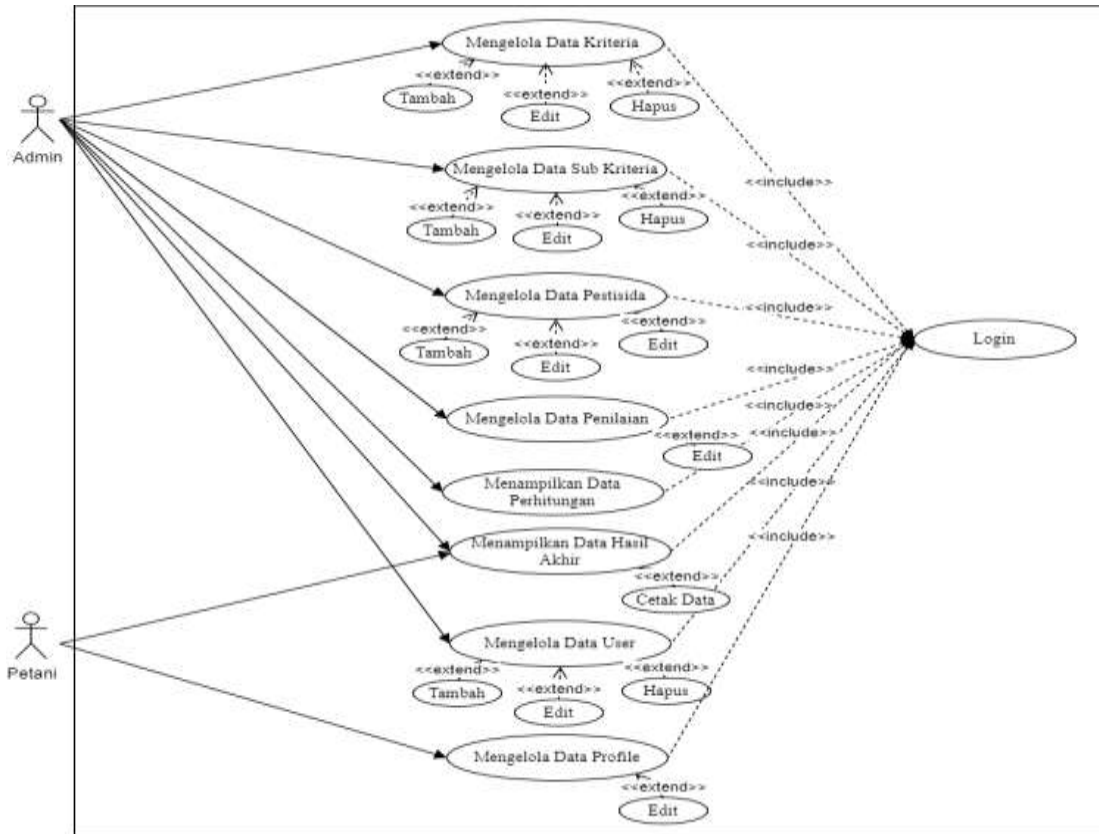 Mengelola Data Kriteria
<<extend>>
<<extend>>
<<extend>>
Tambah
Edit
Hapus
Admin
Mengelola Data Sub Kriteria
<<include>>
<<extend>>
<<extend>>
<<extend>>
Tambah
Edit
Hapus
<<include>>
Mengelola Data Pestisida
<<include>>
<<extend>>
<<extend>>
<<extend>>
Tambah
Edit
Edit
Login
<<include>>
Mengelola Data Penilaian
<<include>>
<<extend>>
<<include>>
Edit
Menampilkan Data
Perhitungan
<<include>>
Menampilkan Data Hasil
Akhir
<<include>>
<<extend>>
Cetak Data
Petani
Mengelola Data User
<<extend>>
<<extend>>
<<extend>>
Tambah
Edit
Hapus
Mengelola Data Profile
<<extend>>
Edit